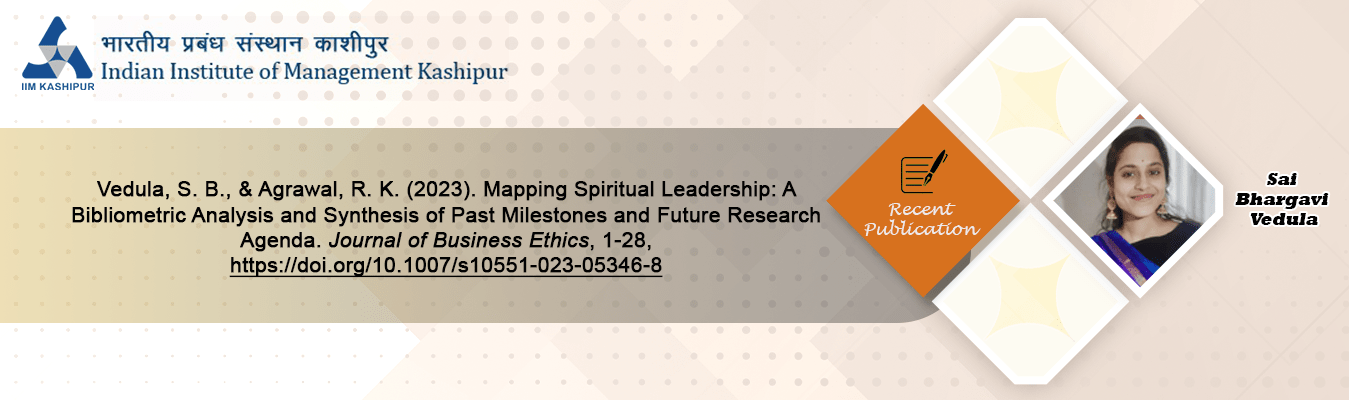 भारतीय प्रबंध संस्थान काशीपुर
Indian Institute of Management Kashipur
IIM KASHIPUR
Vedula, S. B., & Agrawal, R. K. (2023). Mapping Spiritual Leadership: A
Bibliometric Analysis and Synthesis of Past Milestones and Future Research
Agenda. Journal of Business Ethics, 1-28,
https://doi.org/10.1007/s10551-023-05346-8
Recent
Publication
Sai
Bhargavi
Vedula